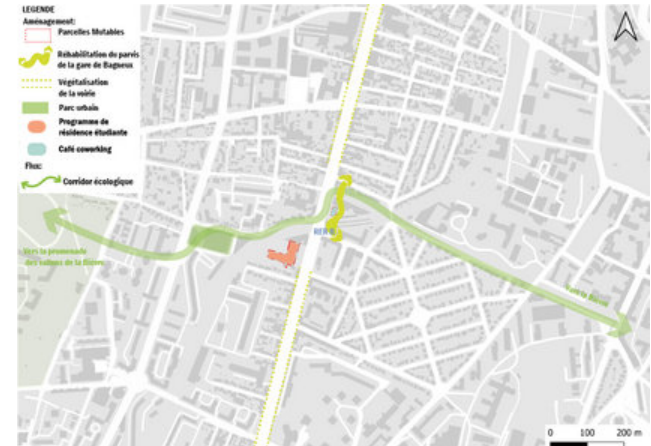 LEGENDE
Aménagement:
Parcelles Mutables
Réhabilitation du parvis
de la gare de Bagneux
Végétalisation
de la voirie
Parc urbain
Programme de
résidence étudiante
Café coworking
Flux:
Corridor écologique
Vers la promenade
des vallons de la Bièvre
RER B
Vers la Bièvre
0 100 200 m